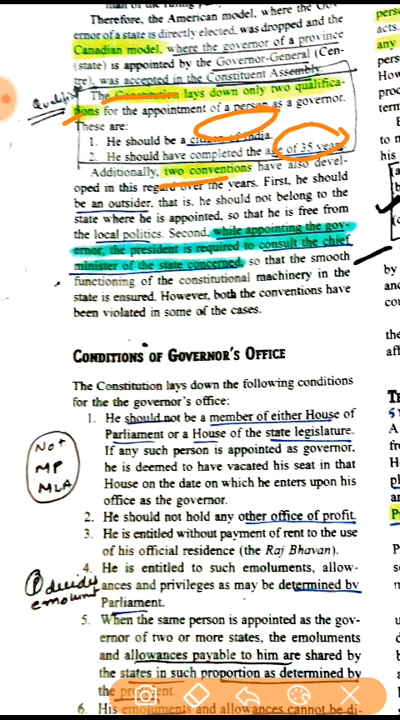 Therefore, the American model, where the Gov-
ernor of a state is directly elected, was dropped and the
Canadian model, where the governor of a province
(state) is appointed by the Governor-General (Cen-
tre), was accepted in the Constituent Assembly.
The Constitution lays down only two qualifica-
tions for the appointment of a person as a governor.
These are:
1. He should be a citizen of India.
2. He should have completed the age of 35 years.
Additionally, two conventions have also devel-
oped in this regard over the years. First, he should
be an outsider, that is, he should not belong to the
state where he is appointed, so that he is free from
the local politics. Second, while appointing the gov-
ernor, the president is required to consult the chief
minister of the state concerned, so that the smooth
functioning of the constitutional machinery in the
state is ensured. However, both the conventions have
been violated in some of the cases.
CONDITIONS OF GOVERNOR'S OFFICE
The Constitution lays down the following conditions
for the the governor's office:
1. He should not be a member of either House of
Parliament or a House of the state legislature.
If any such person is appointed as governor,
he is deemed to have vacated his seat in that
House on the date on which he enters upon his
office as the governor.
Not
MP
MLA
2. He should not hold any other office of profit.
3. He is entitled without payment of rent to the use
of his official residence (the Raj Bhavan).
4. He is entitled to such emoluments, allow-
ances and privileges as may be determined by
Parliament.
decides
emolument
5. When the same person is appointed as the gov-
ernor of two or more states, the emoluments
and allowances payable to him are shared by
the states in such proportion as determined by
the president.
6. His emoluments and allowances cannot be di-